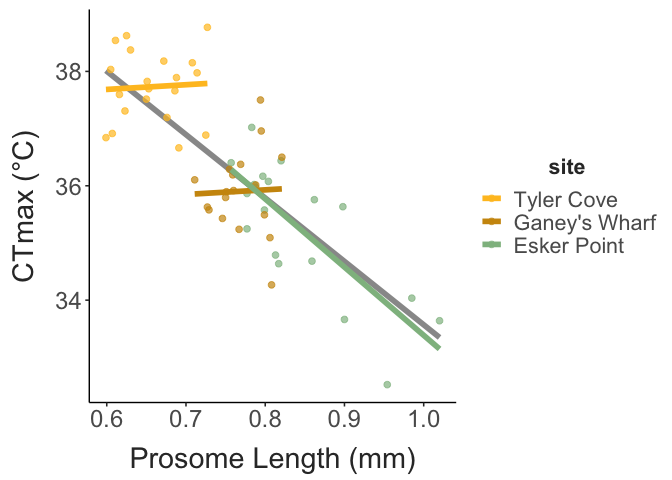 38
36
34
CTmax (°C)
0.6 0.7 0.8 0.9 1.0
Prosome Length (mm)
site
Tyler Cove
Ganey's Wharf
Esker Point